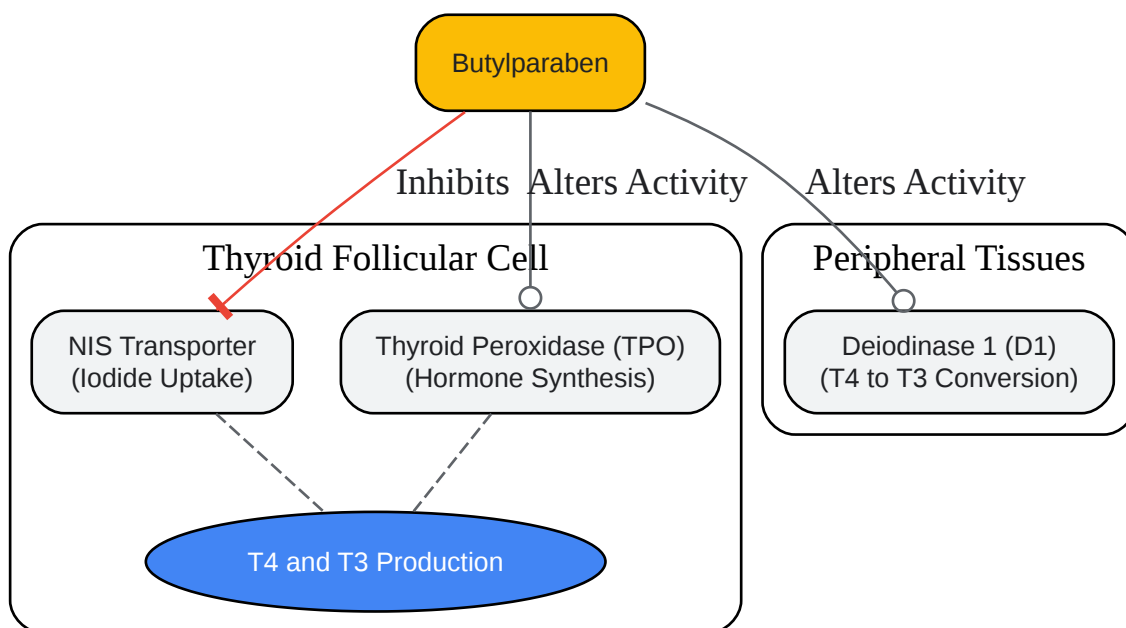 Butylparaben
Inhibits
Alters Activity
Alters Activity
Thyroid Follicular Cell
Peripheral Tissues
NIS Transporter
(Iodide Uptake)
Thyroid Peroxidase (TPO)
(Hormone Synthesis)
Deiodinase 1 (D1)
(T4 to T3 Conversion)
T4 and T3 Production